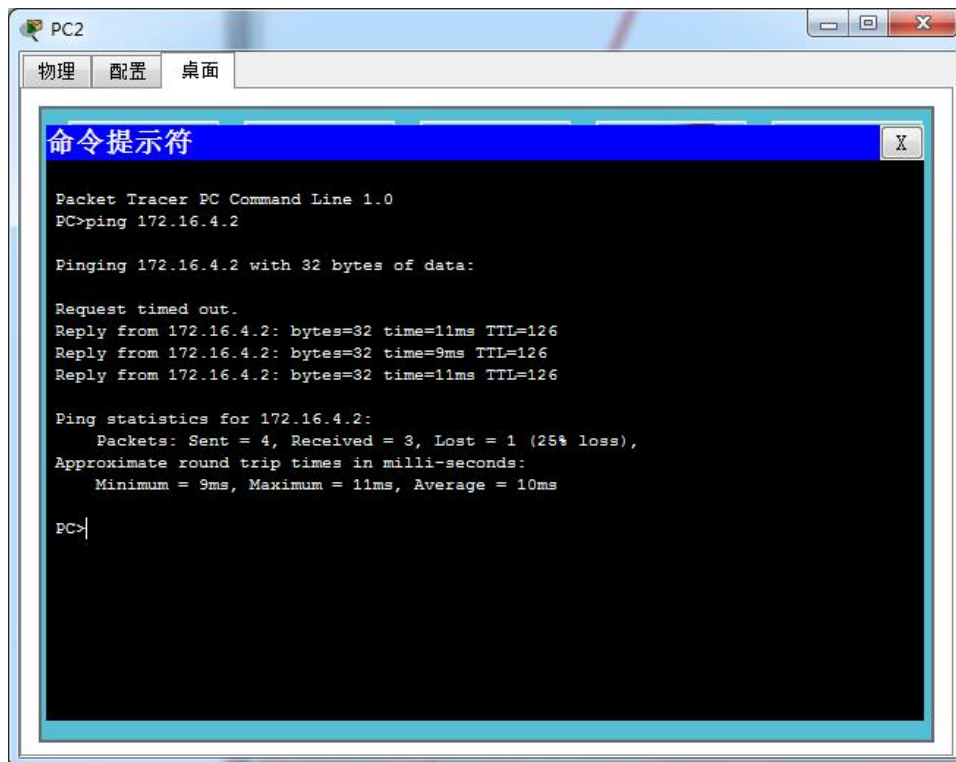 PC2
物理 配置 桌面
命令提示符
X
Packet Tracer PC Command Line 1.0
PC>ping 172.16.4.2
Pinging 172.16.4.2 with 32 bytes of data:
Request timed out.
Reply from 172.16.4.2: bytes=32 time=11ms TTL=126
Reply from 172.16.4.2: bytes=32 time=9ms TTL=126
Reply from 172.16.4.2: bytes=32 time=11ms TTL=126
Ping statistics for 172.16.4.2:
Packets: Sent = 4, Received = 3, Lost = 1 (25% loss),
Approximate round trip times in milli-seconds:
Minimum = 9ms, Maximum = 11ms, Average = 10ms
PC>